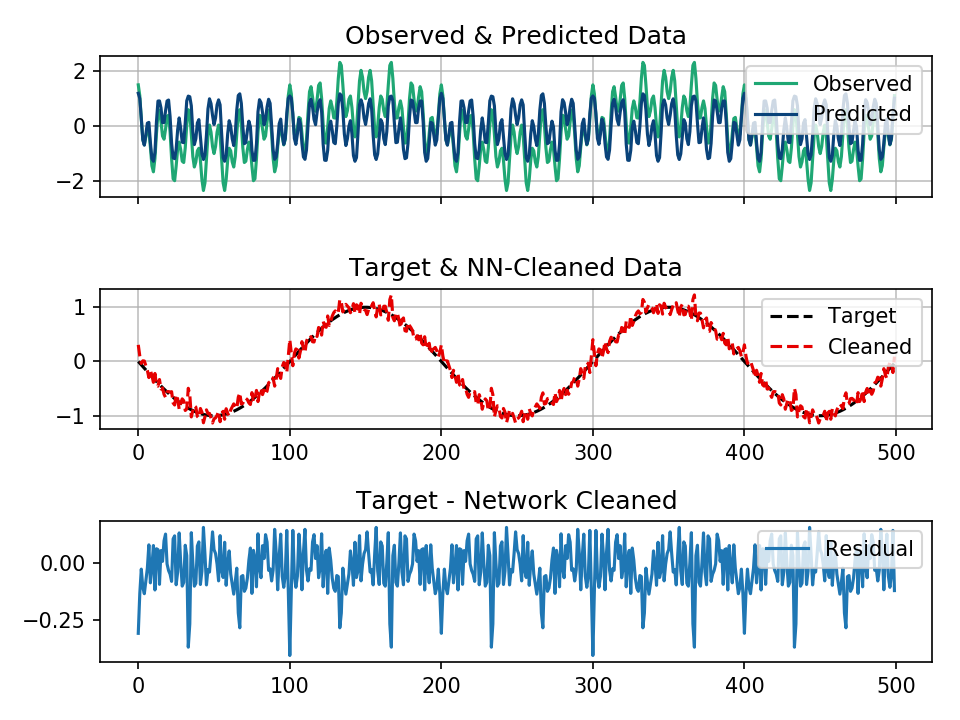 Observed & Predicted Data
2
0
−2
Observed
Predicted
Target & NN-Cleaned Data
1
0
−1
Target
Cleaned
0 100 200 300 400 500
Target - Network Cleaned
0.00
−0.25
Residual
0 100 200 300 400 500